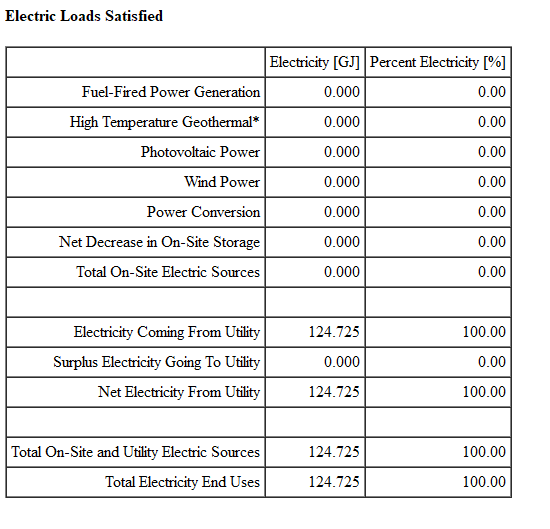 Electric Loads Satisfied
Electricity [GJ] Percent Electricity [%]
Fuel-Fired Power Generation 0.000 0.00
High Temperature Geothermal* 0.000 0.00
Photovoltaic Power 0.000 0.00
Wind Power 0.000 0.00
Power Conversion 0.000 0.00
Net Decrease in On-Site Storage 0.000 0.00
Total On-Site Electric Sources 0.000 0.00
Electricity Coming From Utility 124.725 100.00
Surplus Electricity Going To Utility 0.000 0.00
Net Electricity From Utility 124.725 100.00
Total On-Site and Utility Electric Sources 124.725 100.00
Total Electricity End Uses 124.725 100.00